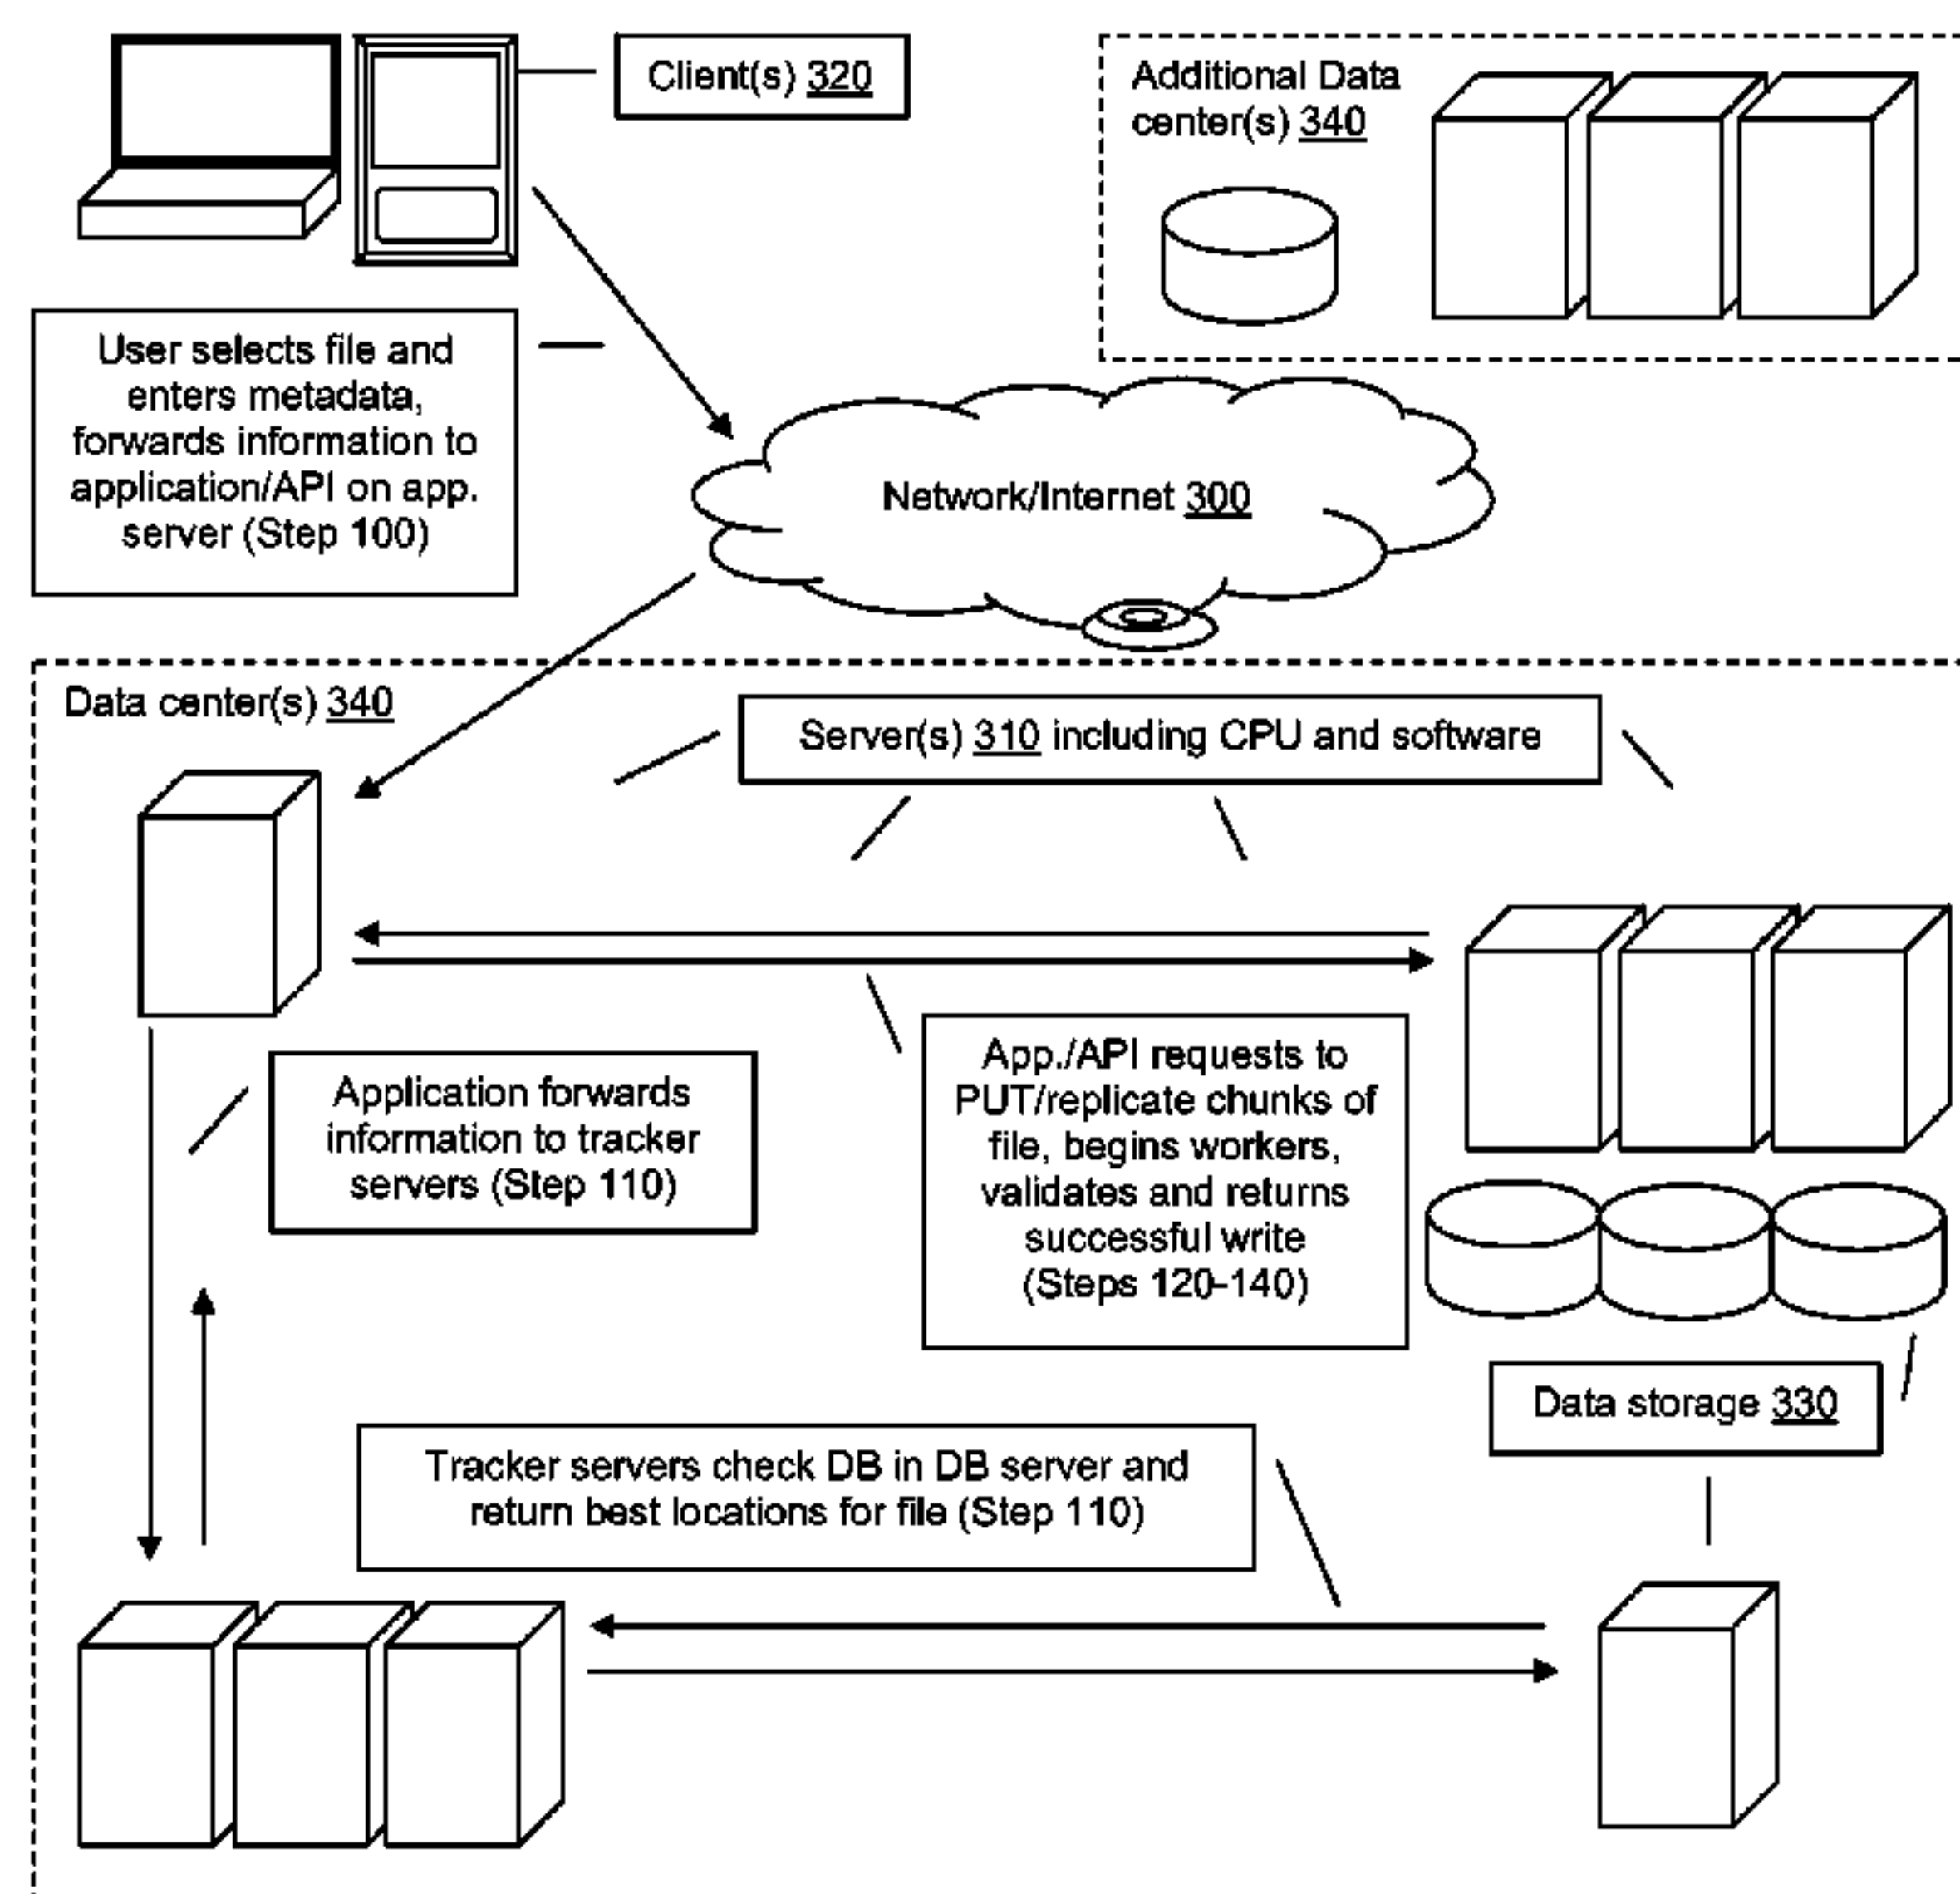 Client(s) 320
Additional Data
center(s) 340
User selects file and
enters metadata,
forwards information to
application/API on app.
server (Step 100)
Network/Internet 300
Data center(s) 340
Server(s) 310 including CPU and software
Application forwards
information to tracker
servers (Step 110)
App./API requests to
PUT/replicate chunks of
file, begins workers,
validates and returns
successful write
(Steps 120-140)
Data storage 330
Tracker servers check DB in DB server and
return best locations for file (Step 110)